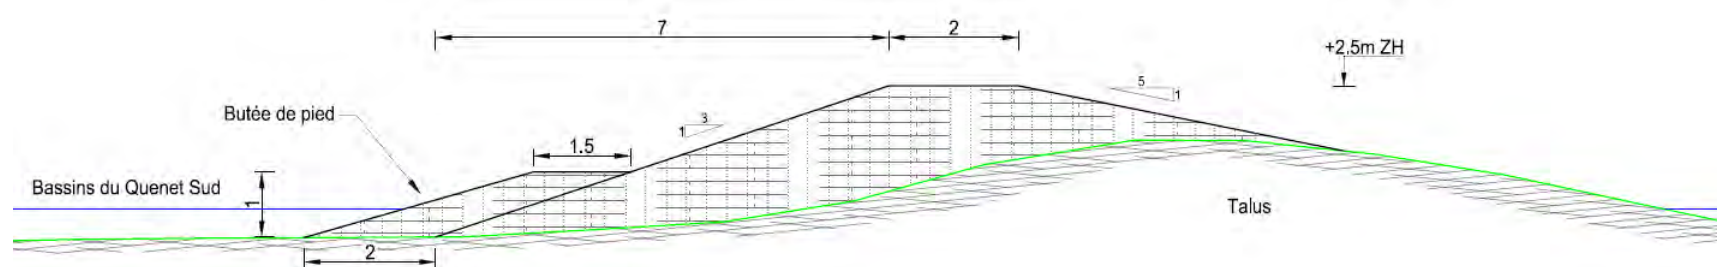 7
2
+2.5m ZH
5
1
3
1
Butée de pied
1.5
Bassins du Quenet Sud
1
Talus
2